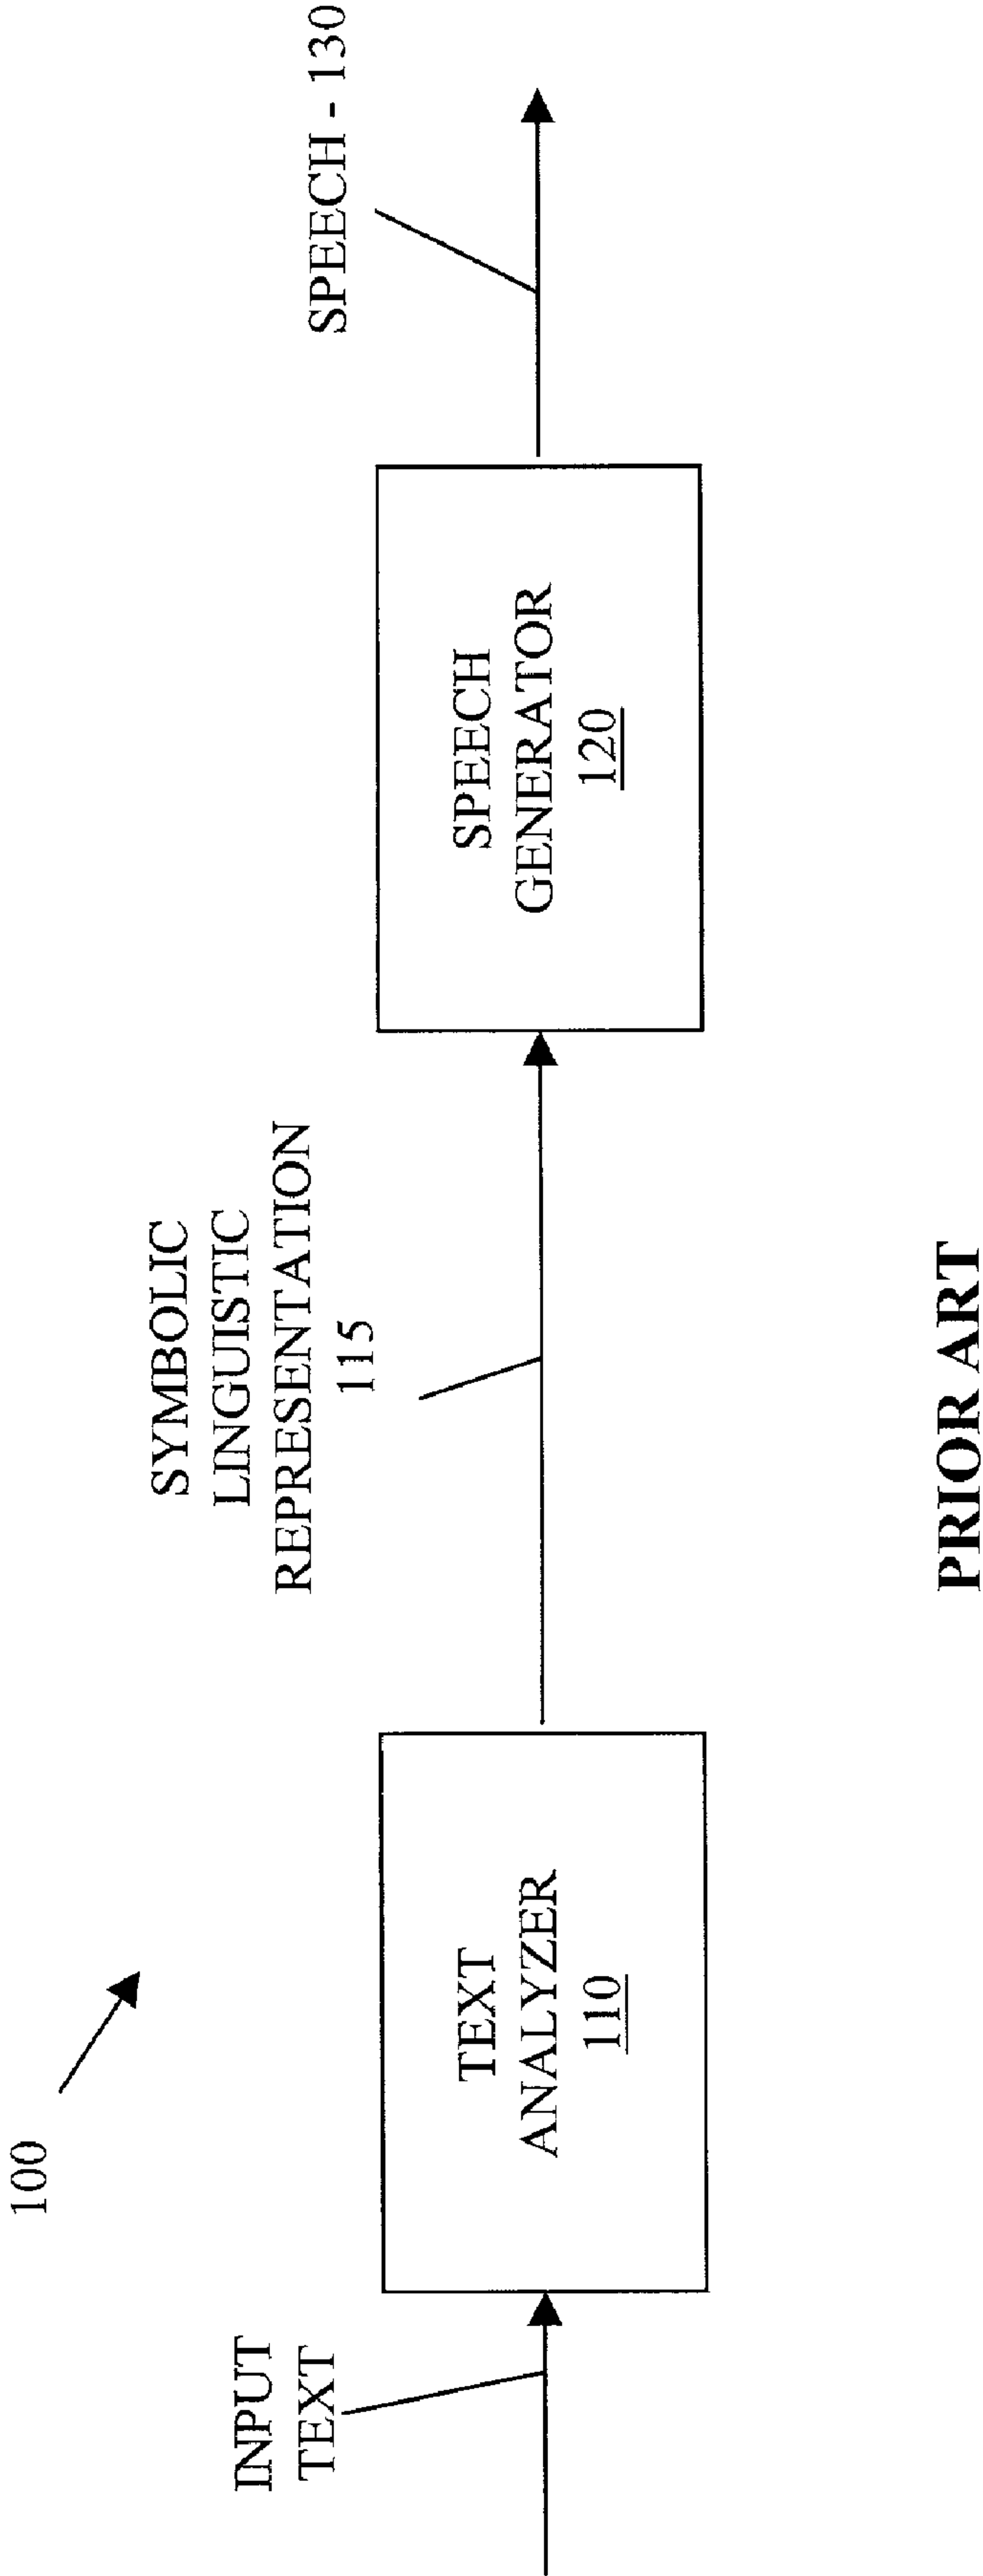 100
INPUT
TEXT
TEXT
ANALYZER
110
SYMBOLIC
LINGUISTIC
REPRESENTATION
115
SPEECH
GENERATOR
120
SPEECH - 130
PRIOR ART